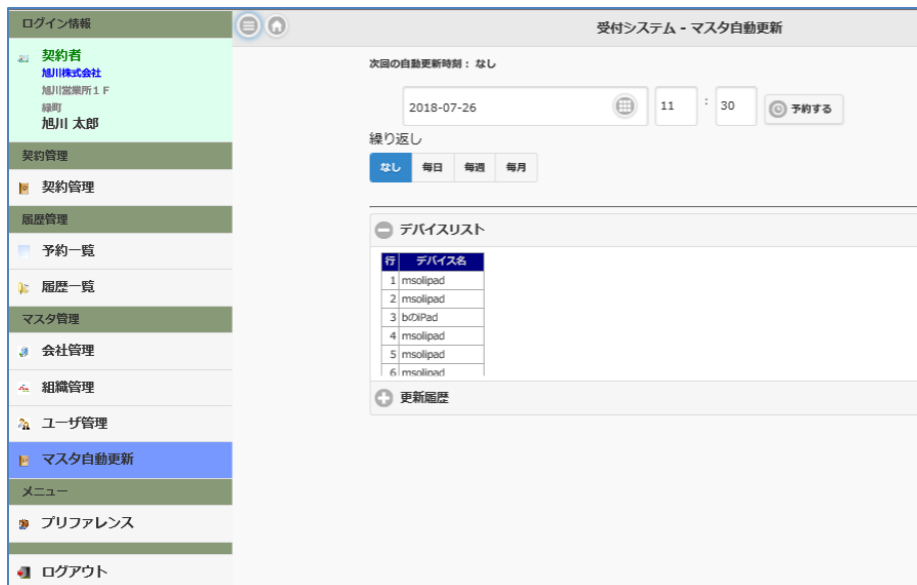 ログイン情報
契約者
旭川株式会社
旭川営業所1F
緑町
旭川 太郎
契約管理
契約管理
履歴管理
予約一覧
履歴一覧
マスタ管理
会社管理
組織管理
ユーザ管理
マスタ自動更新
メニュー
プリファレンス
ログアウト
受付システム - マスタ自動更新
次回の自動更新時刻: なし
2018-07-26 11 : 30 予約する
繰り返し
なし 毎日 毎週 毎月
デバイスリスト
行 デバイス名
1 msolipad
2 msolipad
3 bのiPad
4 msolipad
5 msolipad
6 msolipad
更新履歴